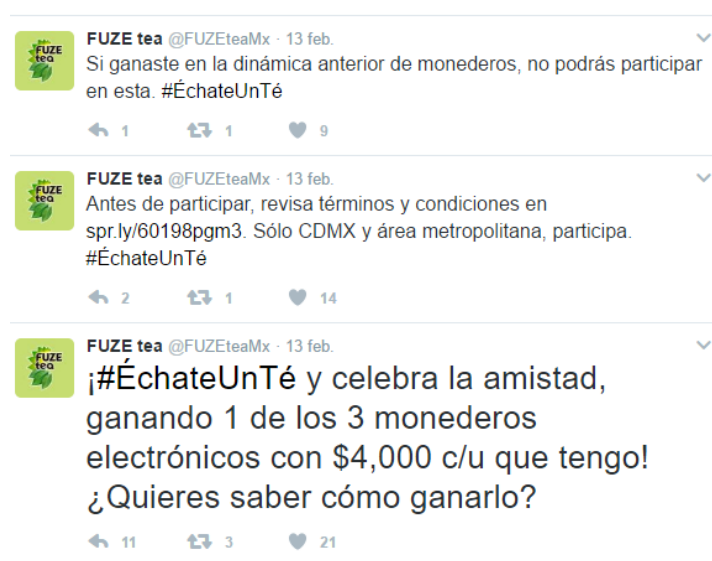 FUZE tea
FUZE tea @FUZEteaMx · 13 feb.
Si ganaste en la dinámica anterior de monederos, no podrás participar
en esta. #ÉchateUnTé
1 1 9
FUZE tea
FUZE tea @FUZEteaMx · 13 feb.
Antes de participar, revisa términos y condiciones en
spr.ly/60198pgm3. Sólo CDMX y área metropolitana, participa.
#ÉchateUnTé
2 1 14
FUZE tea
FUZE tea @FUZEteaMx · 13 feb.
¡#ÉchateUnTé y celebra la amistad,
ganando 1 de los 3 monederos
electrónicos con $4,000 c/u que tengo!
¿Quieres saber cómo ganarlo?
11 3 21